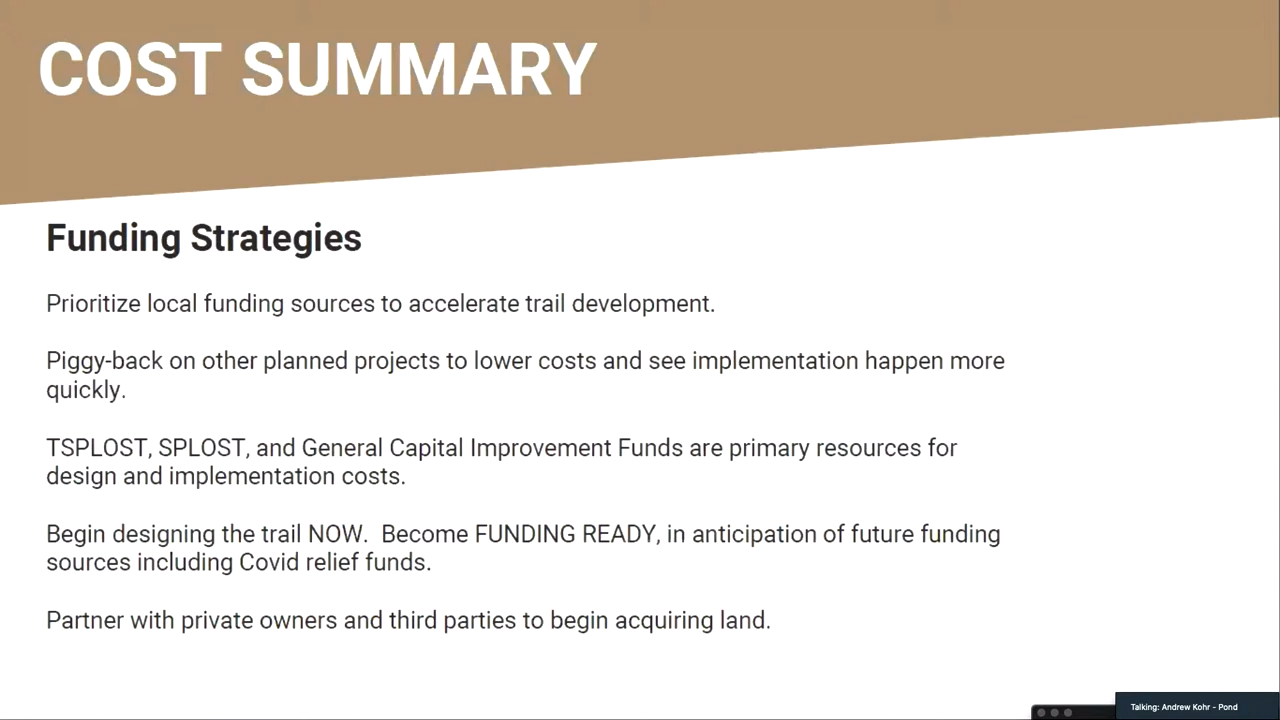 COST SUMMARY
Funding Strategies
Prioritize local funding sources to accelerate trail development.
Piggy-back on other planned projects to lower costs and see implementation happen more
quickly.
TSPLOST, SPLOST, and General Capital Improvement Funds are primary resources for
design and implementation costs.
Begin designing the trail NOW.  Become FUNDING READY, in anticipation of future funding
sources including Covid relief funds.
Partner with private owners and third parties to begin acquiring land.
Talking: Andrew Kohr - Pond